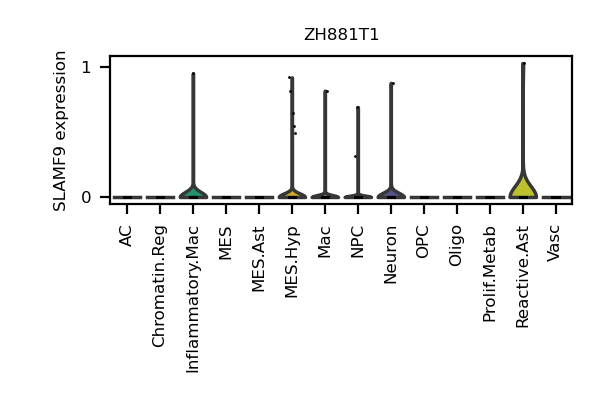 ZH881T1
SLAMF9 expression
1
0
AC
Chromatin.Reg
Inflammatory.Mac
MES
MES.Ast
MES.Hyp
Mac
NPC
Neuron
OPC
Oligo
Prolif.Metab
Reactive.Ast
Vasc